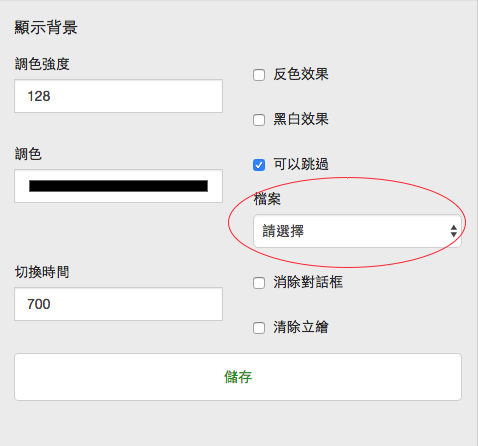 顯示背景
調色強度
128
反色效果
黑白效果
調色
可以跳過
檔案
請選擇
切換時間
700
消除對話框
清除立繪
儲存